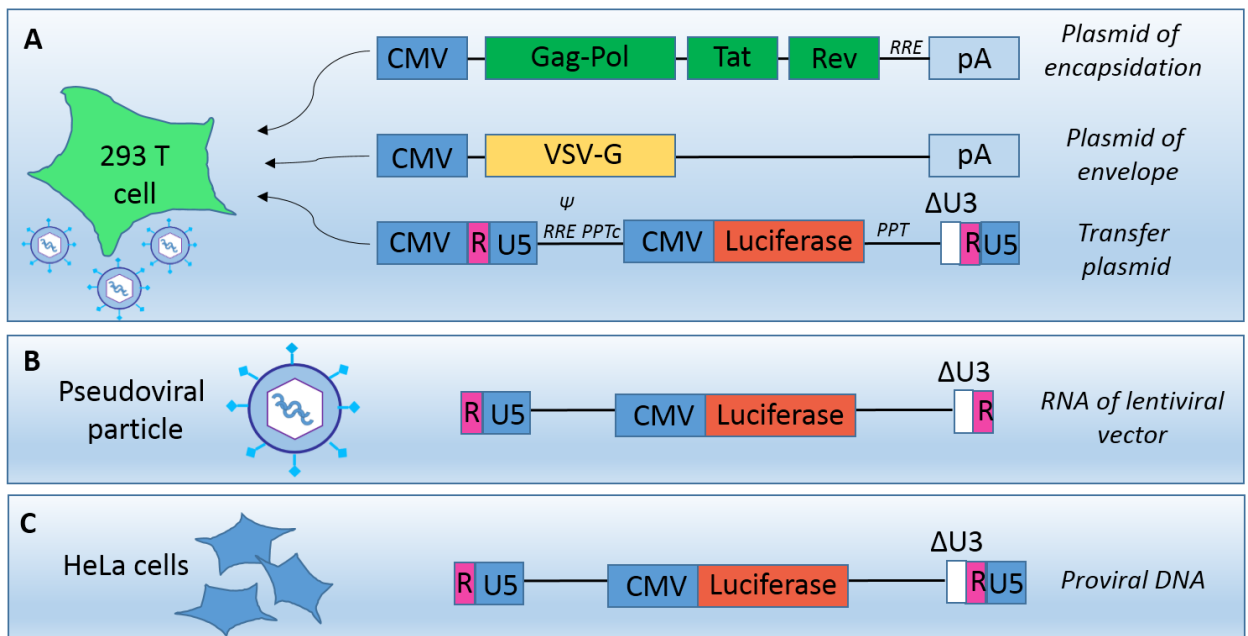 A
CMV Gag-Pol Tat Rev RRE pA
Plasmid of
encapsidation
293 T
cell
CMV VSV-G pA
Plasmid of
envelope
Ψ
RRE PPTc
CMV R U5 CMV Luciferase PPT ΔU3 R U5
Transfer
plasmid
B
Pseudoviral
particle
ΔU3
R U5 CMV Luciferase R
RNA of lentiviral
vector
C
HeLa cells
ΔU3
R U5 CMV Luciferase R U5
Proviral DNA